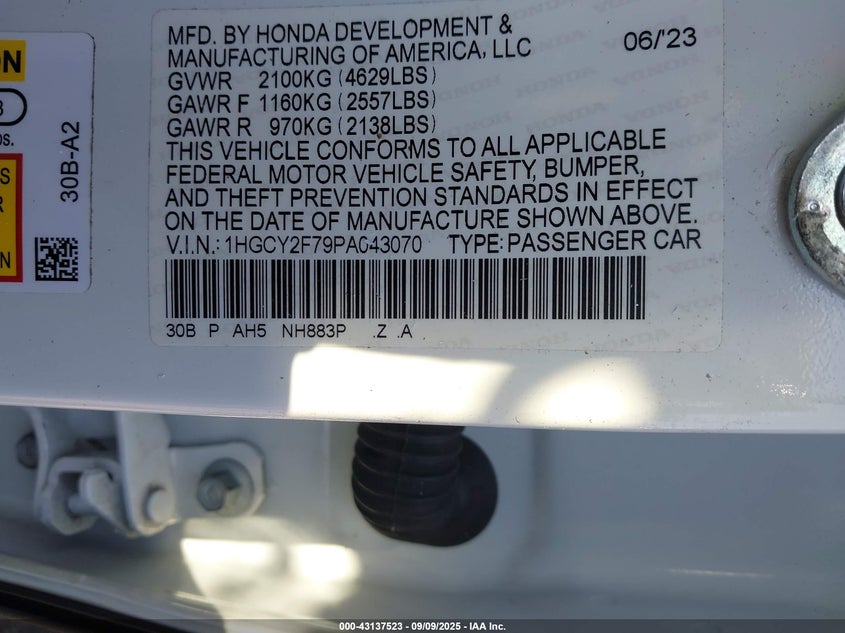 MFD. BY HONDA DEVELOPMENT &
MANUFACTURING OF AMERICA, LLC 06/'23
GVWR 2100KG (4629LBS)
GAWR F 1160KG (2557LBS)
GAWR R 970KG (2138LBS)
THIS VEHICLE CONFORMS TO ALL APPLICABLE
FEDERAL MOTOR VEHICLE SAFETY, BUMPER,
AND THEFT PREVENTION STANDARDS IN EFFECT
ON THE DATE OF MANUFACTURE SHOWN ABOVE.
V.I.N.: 1HGCY2F79PA043070 TYPE: PASSENGER CAR
30B P AH5 NH883P .Z .A
30B-A2
ON
3
OS.
S
R
N
000-43137523 - 09/09/2025 - IAA Inc.